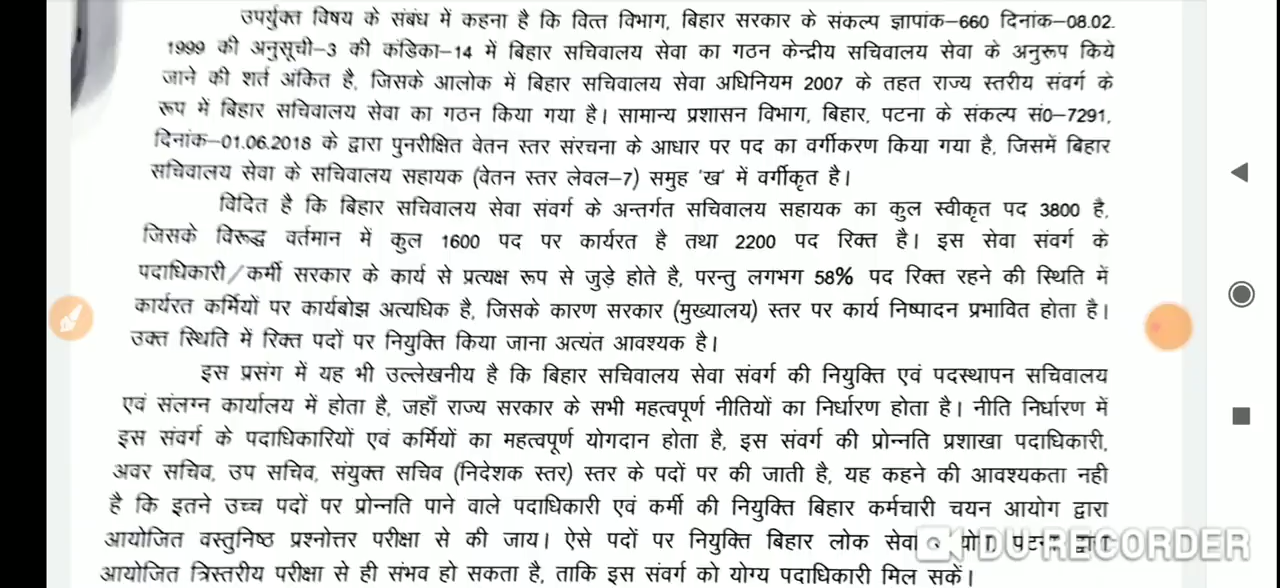 उपर्युक्त विषय के संबंध में कहना है कि वित्त विभाग, बिहार सरकार के संकल्प ज्ञापांक-660 दिनांक-08.02.
1999 की अनुसूची-3 की कंडिका-14 में बिहार सचिवालय सेवा का गठन केन्द्रीय सचिवालय सेवा के अनुरूप किये
जाने की शर्त अंकित है, जिसके आलोक में बिहार सचिवालय सेवा अधिनियम 2007 के तहत राज्य स्तरीय संवर्ग के
रूप में बिहार सचिवालय सेवा का गठन किया गया है। सामान्य प्रशासन विभाग, बिहार, पटना के संकल्प सं0-7291,
दिनांक-01.06.2018 के द्वारा पुनरीक्षित वेतन स्तर संरचना के आधार पर पद का वर्गीकरण किया गया है, जिसमें बिहार
सचिवालय सेवा के सचिवालय सहायक (वेतन स्तर लेवल-7) समुह 'ख' में वर्गीकृत है।
विदित है कि बिहार सचिवालय सेवा संवर्ग के अन्तर्गत सचिवालय सहायक का कुल स्वीकृत पद 3800 है,
जिसके विरूद्ध वर्तमान में कुल 1600 पद पर कार्यरत है तथा 2200 पद रिक्त है। इस सेवा संवर्ग के
पदाधिकारी/कर्मी सरकार के कार्य से प्रत्यक्ष रूप से जुड़े होते है, परन्तु लगभग 58% पद रिक्त रहने की स्थिति में
कार्यरत कर्मियों पर कार्यबोझ अत्यधिक है, जिसके कारण सरकार (मुख्यालय) स्तर पर कार्य निष्पादन प्रभावित होता है।
उक्त स्थिति में रिक्त पदों पर नियुक्ति किया जाना अत्यंत आवश्यक है।
इस प्रसंग में यह भी उल्लेखनीय है कि बिहार सचिवालय सेवा संवर्ग की नियुक्ति एवं पदस्थापन सचिवालय
एवं संलग्न कार्यालय में होता है, जहाँ राज्य सरकार के सभी महत्वपूर्ण नीतियों का निर्धारण होता है। नीति निर्धारण में
इस संवर्ग के पदाधिकारियों एवं कर्मियों का महत्वपूर्ण योगदान होता है, इस संवर्ग की प्रोन्नति प्रशाखा पदाधिकारी,
अवर सचिव, उप सचिव, संयुक्त सचिव (निदेशक स्तर) स्तर के पदों पर की जाती है, यह कहने की आवश्यकता नही
है कि इतने उच्च पदों पर प्रोन्नति पाने वाले पदाधिकारी एवं कर्मी की नियुक्ति बिहार कर्मचारी चयन आयोग द्वारा
आयोजित वस्तुनिष्ठ प्रश्नोत्तर परीक्षा से की जाय। ऐसे पदों पर नियुक्ति बिहार लोक सेवा DU RECORDER
आयोजित त्रिस्तरीय परीक्षा से ही संभव हो सकता है, ताकि इस संवर्ग को योग्य पदाधिकारी मिल सकें।